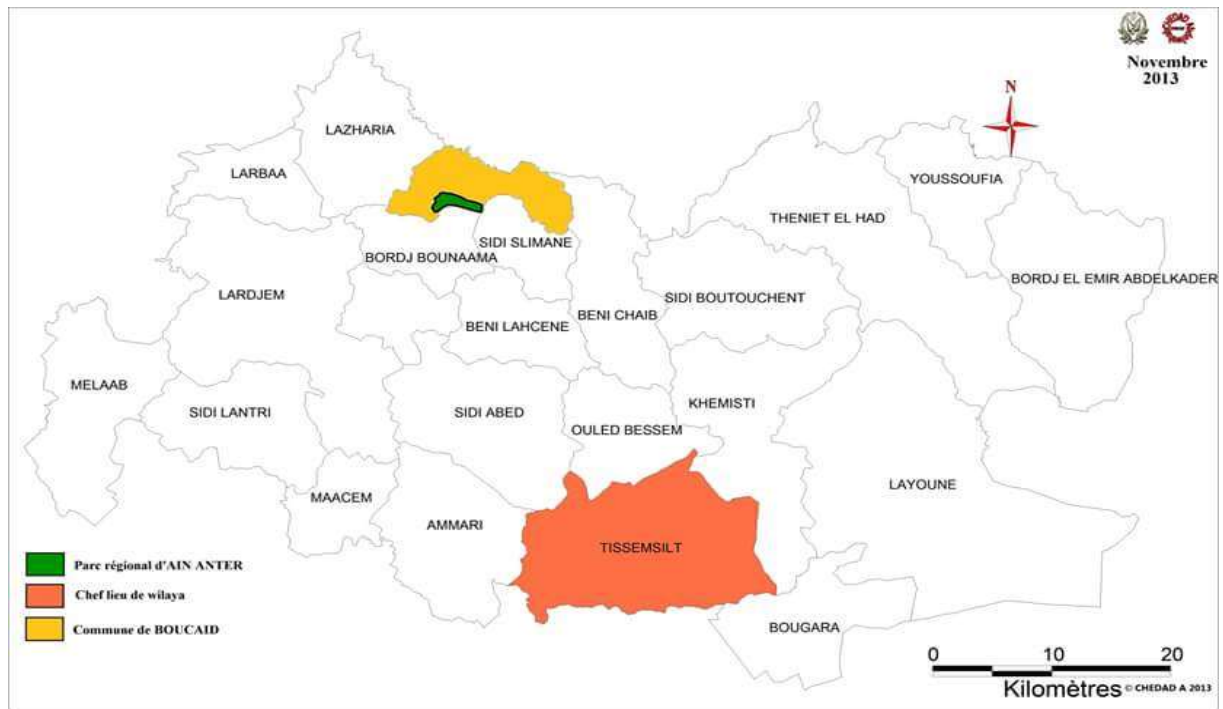 Novembre
2013
N
LAZHARIA
LARBAA
YOUSSOUFIA
THENIET EL HAD
SIDI SLIMANE
BORDJ BOUNAAMA
BORDJ EL EMIR ABDELKADER
LARDJEM
SIDI BOUTOUCHENT
BENI CHAIB
BENI LAHCENE
MELAAB
KHEMISTI
SIDI LANTRI
SIDI ABED
OULED BESSEM
LAYOUNE
MAACEM
AMMARI
TISSEMSILT
BOUGARA
Parc régional d'AIN ANTER
Chef lieu de wilaya
Commune de BOUCAID
0 10 20
Kilomètres © CHEDAD A 2013